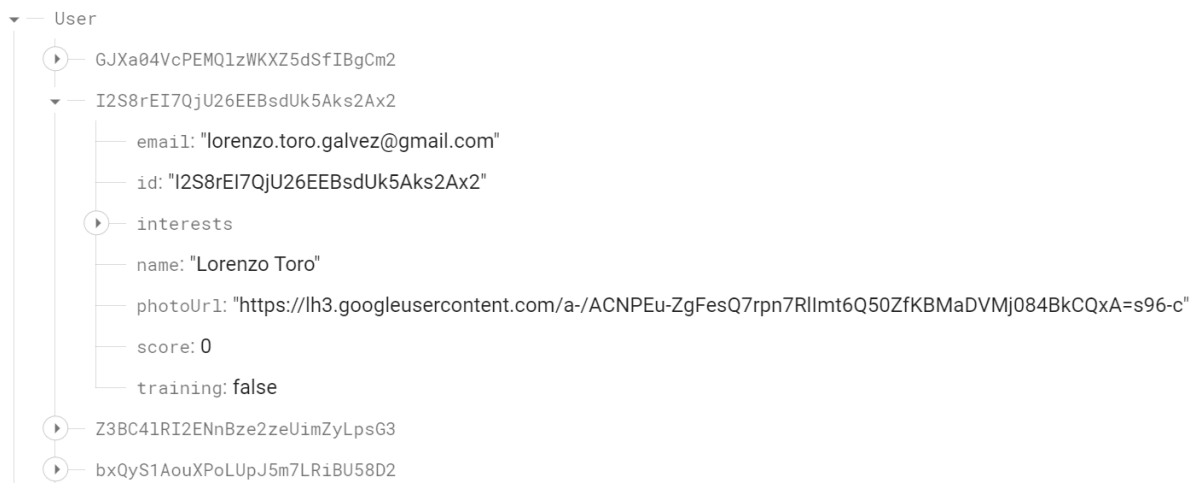 User
GJXa04VcPEMQlzWKXZ5dSfIBgCm2
I2S8rEI7QjU26EEBsdUk5Aks2Ax2
email: "lorenzo.toro.galvez@gmail.com"
id: "I2S8rEI7QjU26EEBsdUk5Aks2Ax2"
interests
name: "Lorenzo Toro"
photoUrl: "https://lh3.googleusercontent.com/a-/ACNPEu-ZgFesQ7rpn7RlImt6Q50ZfKBMaDVMj084BkCQxA=s96-c"
score: 0
training: false
Z3BC4lRI2ENnBze2zeUimZyLpsG3
bxQyS1AouXPoLUpJ5m7LRiBU58D2